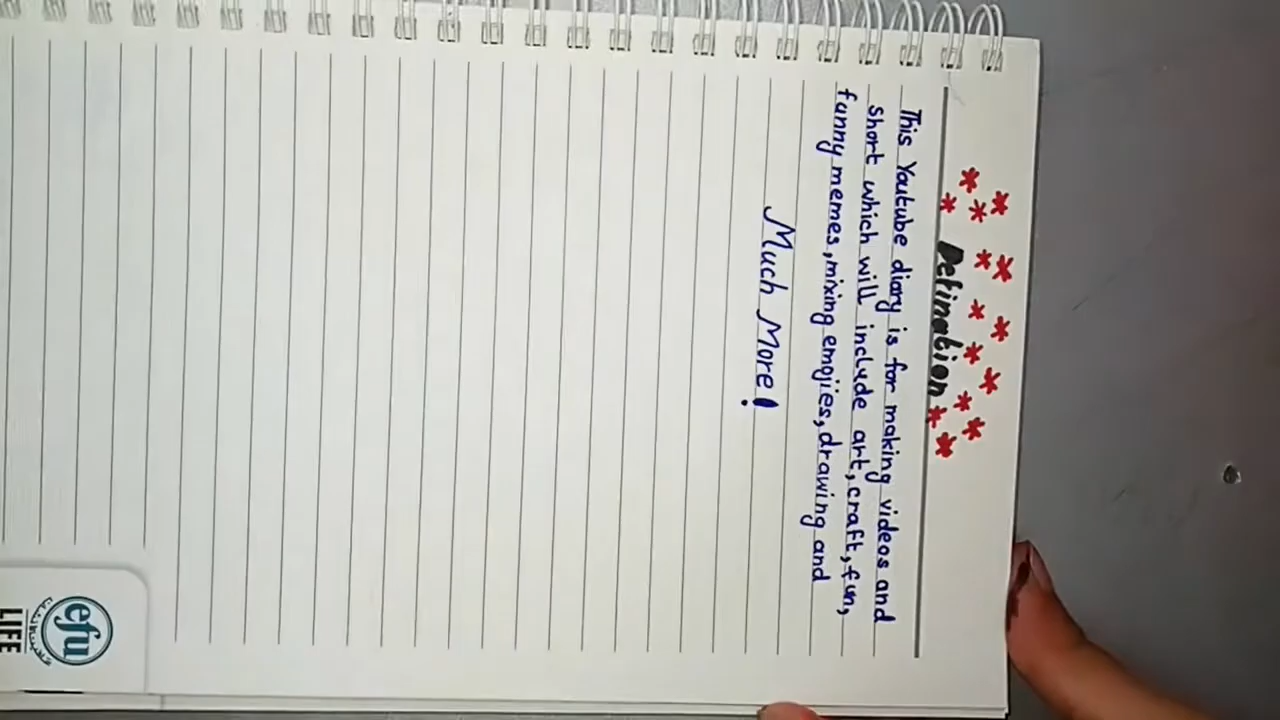 Defination
This Youtube diary is for making videos and
short which will include art, craft, fun,
funny memes, mixing emojies, drawing and
Much More!
efu
LIFE